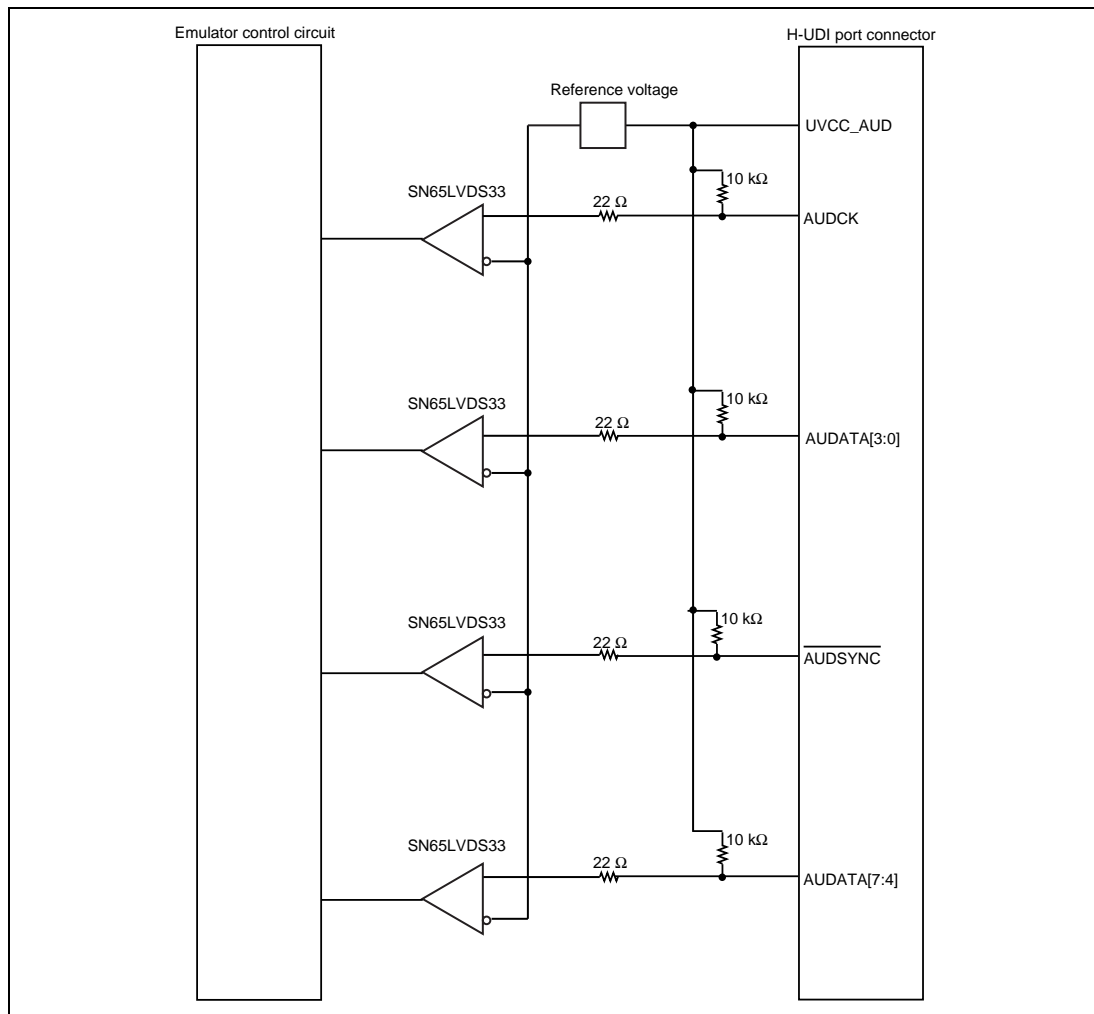 Emulator control circuit
H-UDI port connector
Reference voltage
UVCC_AUD
10 kΩ
SN65LVDS33
22 Ω
AUDCK
10 kΩ
SN65LVDS33
22 Ω
AUDATA[3:0]
10 kΩ
SN65LVDS33
22 Ω
AUDSYNC
10 kΩ
SN65LVDS33
22 Ω
AUDATA[7:4]